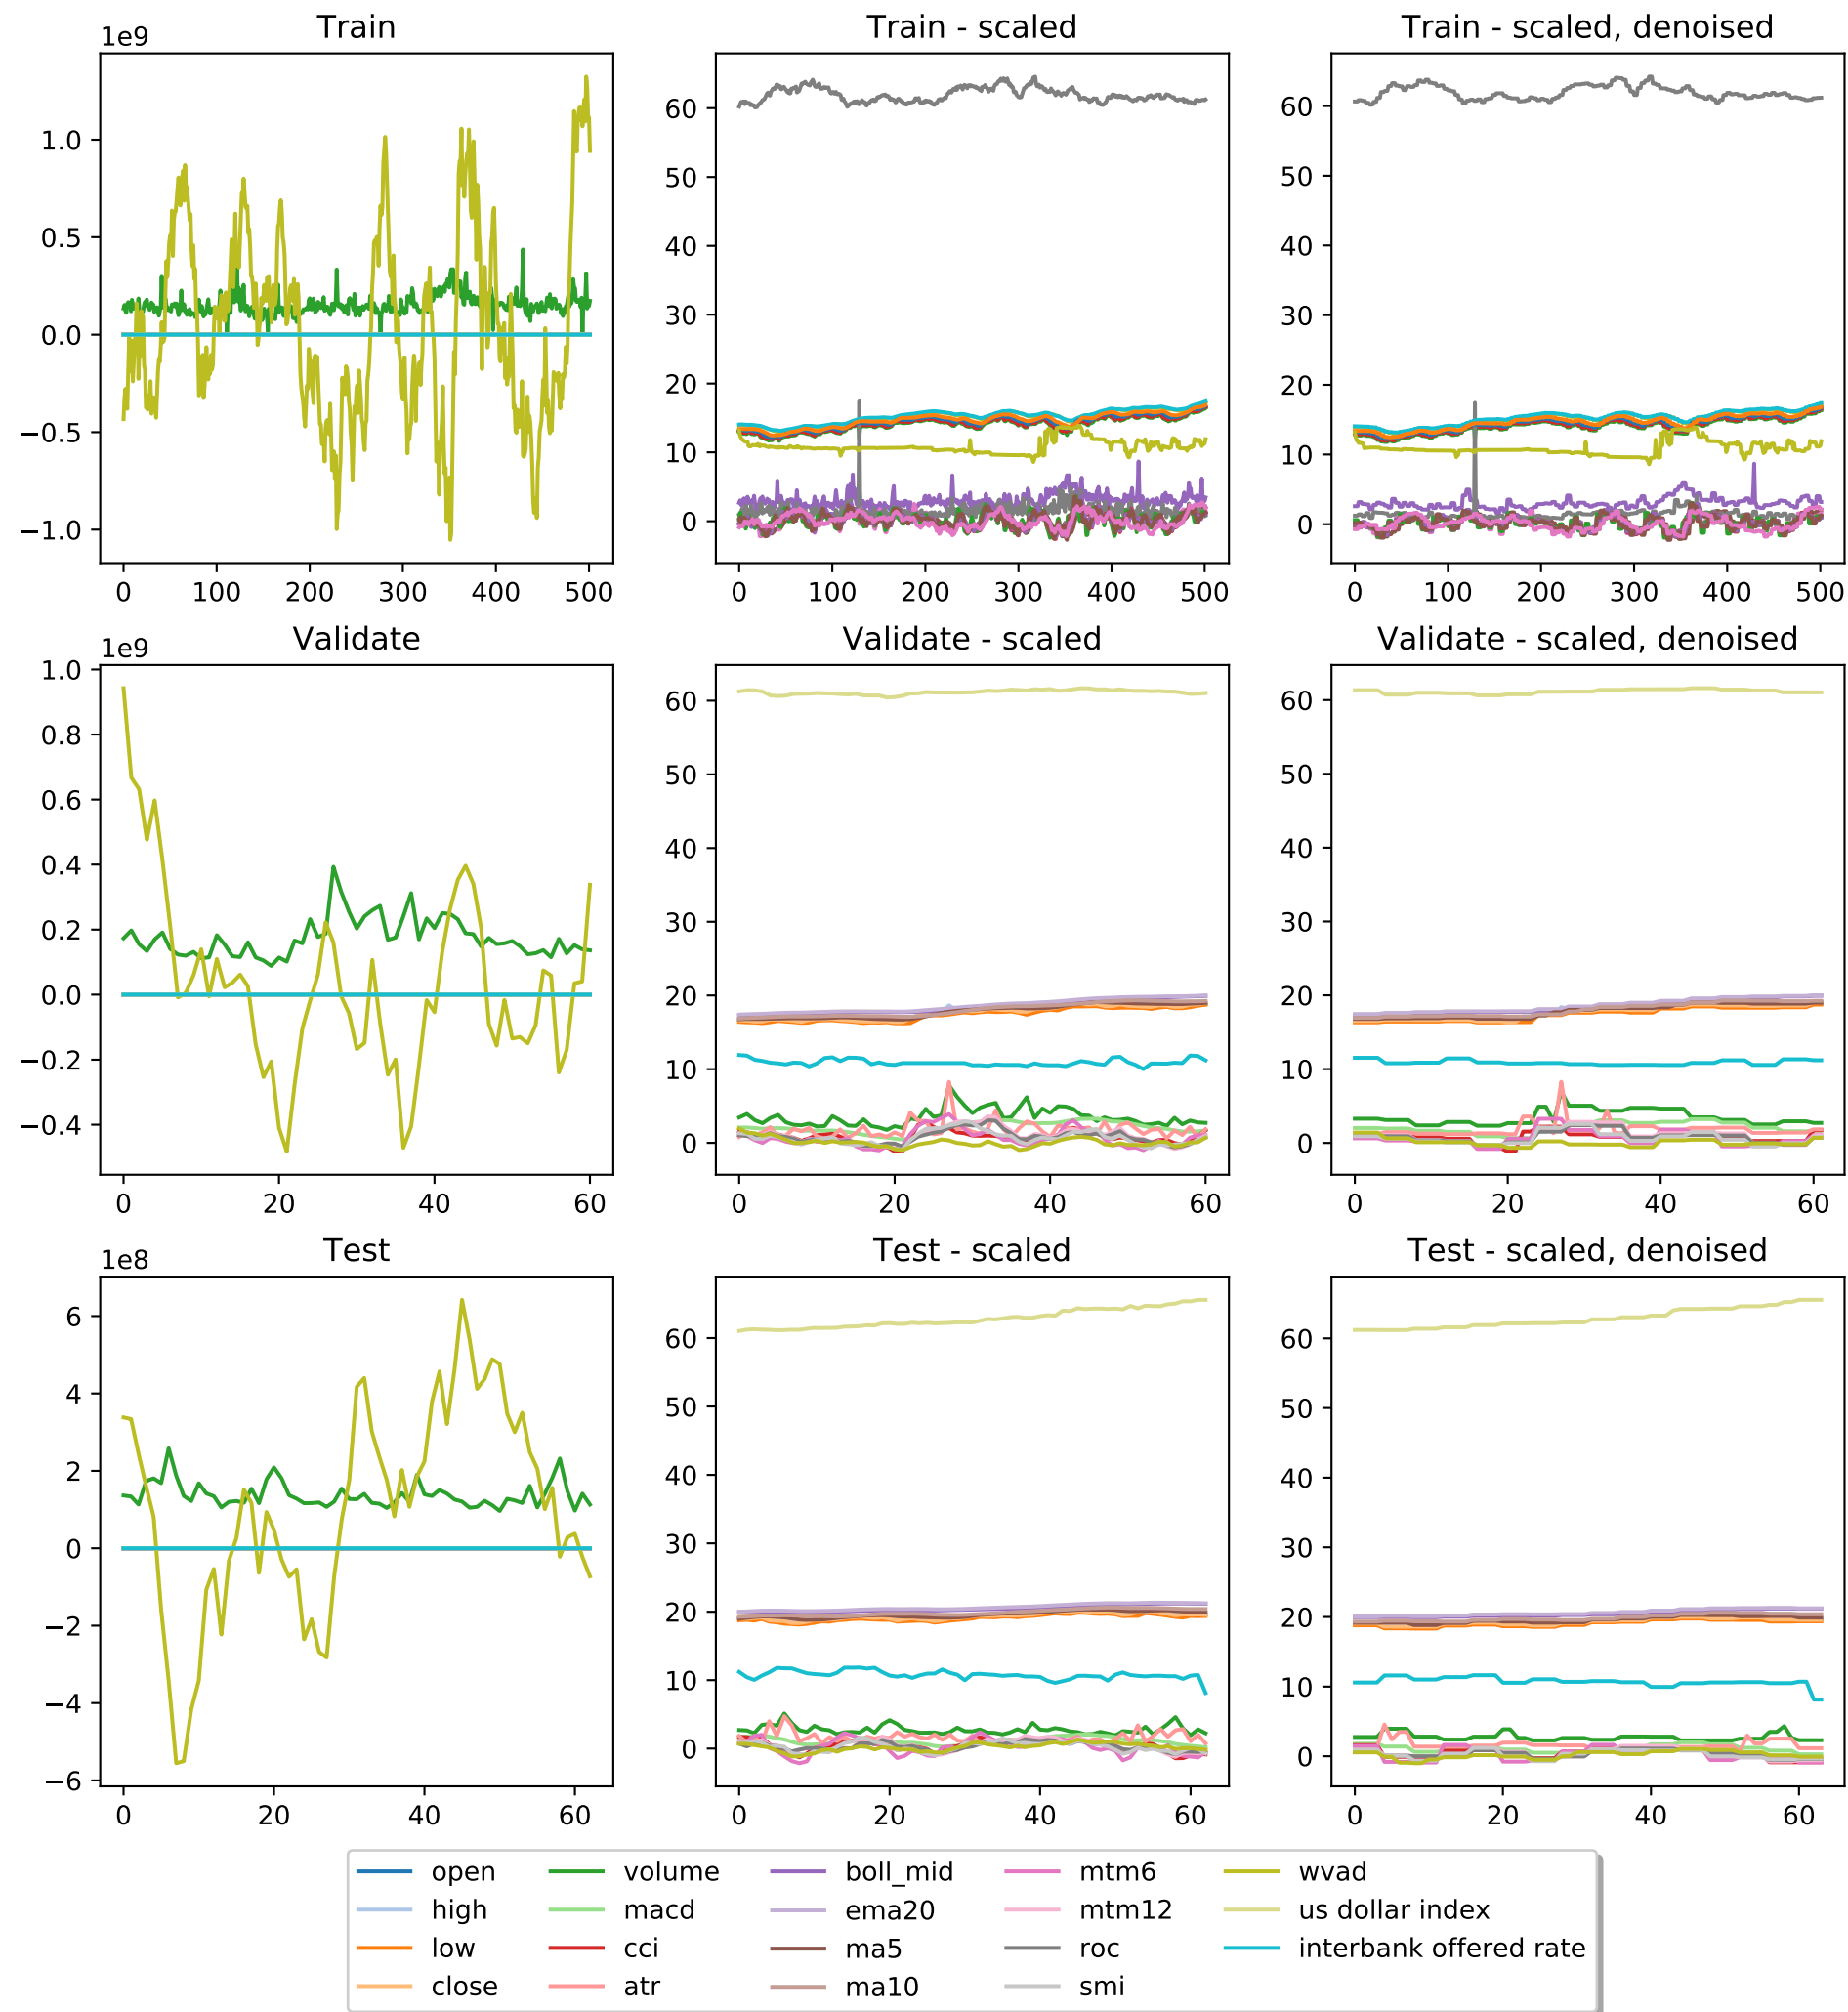 Train
Train - scaled
Train - scaled, denoised
1e9
1.0
0.5
0.0
−0.5
−1.0
0 100 200 300 400 500
60
50
40
30
20
10
0
0 100 200 300 400 500
60
50
40
30
20
10
0
0 100 200 300 400 500
Validate
Validate - scaled
Validate - scaled, denoised
1e9
1.0
0.8
0.6
0.4
0.2
0.0
−0.2
−0.4
0 20 40 60
60
50
40
30
20
10
0
0 20 40 60
60
50
40
30
20
10
0
0 20 40 60
Test
Test - scaled
Test - scaled, denoised
1e8
6
4
2
0
−2
−4
−6
0 20 40 60
60
50
40
30
20
10
0
0 20 40 60
60
50
40
30
20
10
0
0 20 40 60
open
high
low
close
volume
macd
cci
atr
boll_mid
ema20
ma5
ma10
mtm6
mtm12
roc
smi
wvad
us dollar index
interbank offered rate